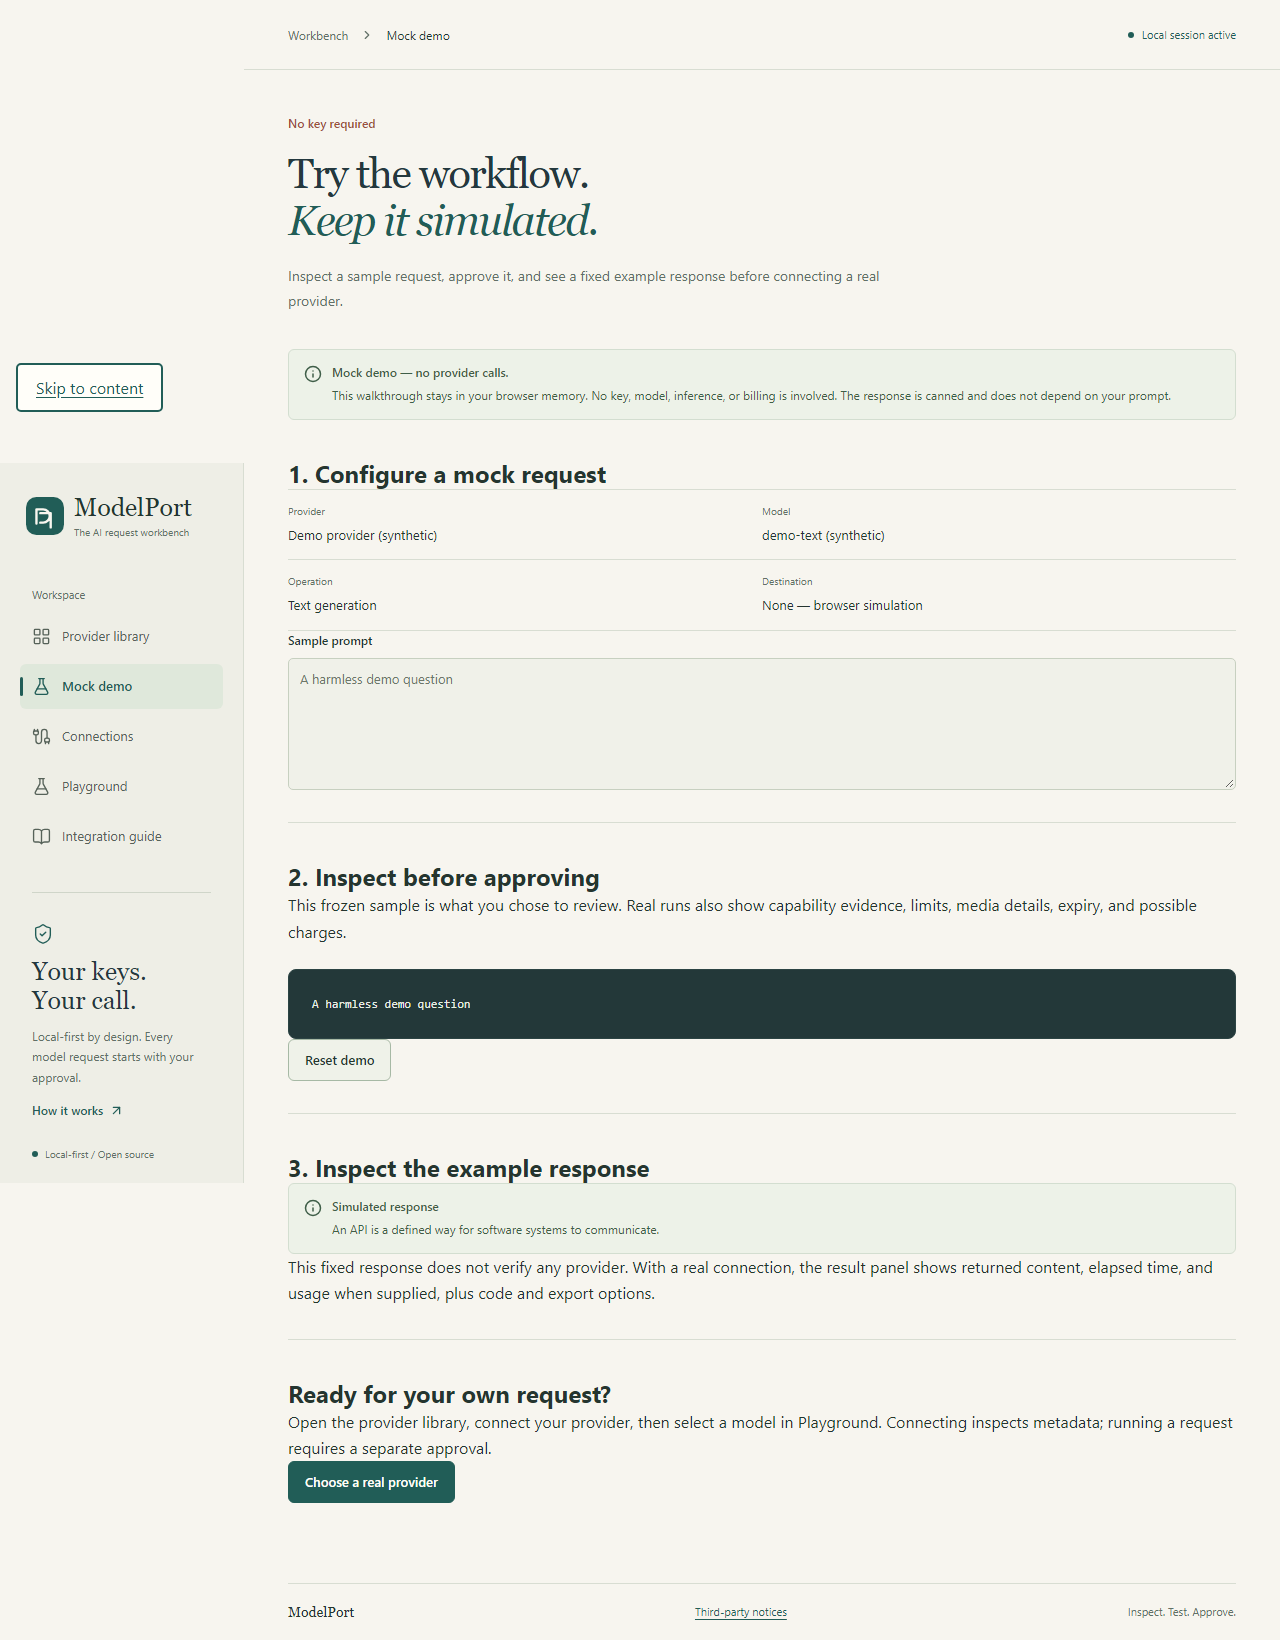 Workbench > Mock demo
Local session active
No key required
Try the workflow.
Keep it simulated.
Inspect a sample request, approve it, and see a fixed example response before connecting a real
provider.
Skip to content
Mock demo — no provider calls.
This walkthrough stays in your browser memory. No key, model, inference, or billing is involved. The response is canned and does not depend on your prompt.
ModelPort
The AI request workbench
Workspace
Provider library
Mock demo
Connections
Playground
Integration guide
Your keys.
Your call.
Local-first by design. Every
model request starts with your
approval.
How it works
Local-first / Open source
1. Configure a mock request
Provider
Demo provider (synthetic)
Model
demo-text (synthetic)
Operation
Text generation
Destination
None — browser simulation
Sample prompt
A harmless demo question
2. Inspect before approving
This frozen sample is what you chose to review. Real runs also show capability evidence, limits, media details, expiry, and possible
charges.
A harmless demo question
Reset demo
3. Inspect the example response
Simulated response
An API is a defined way for software systems to communicate.
This fixed response does not verify any provider. With a real connection, the result panel shows returned content, elapsed time, and
usage when supplied, plus code and export options.
Ready for your own request?
Open the provider library, connect your provider, then select a model in Playground. Connecting inspects metadata; running a request
requires a separate approval.
Choose a real provider
ModelPort
Third-party notices
Inspect. Test. Approve.